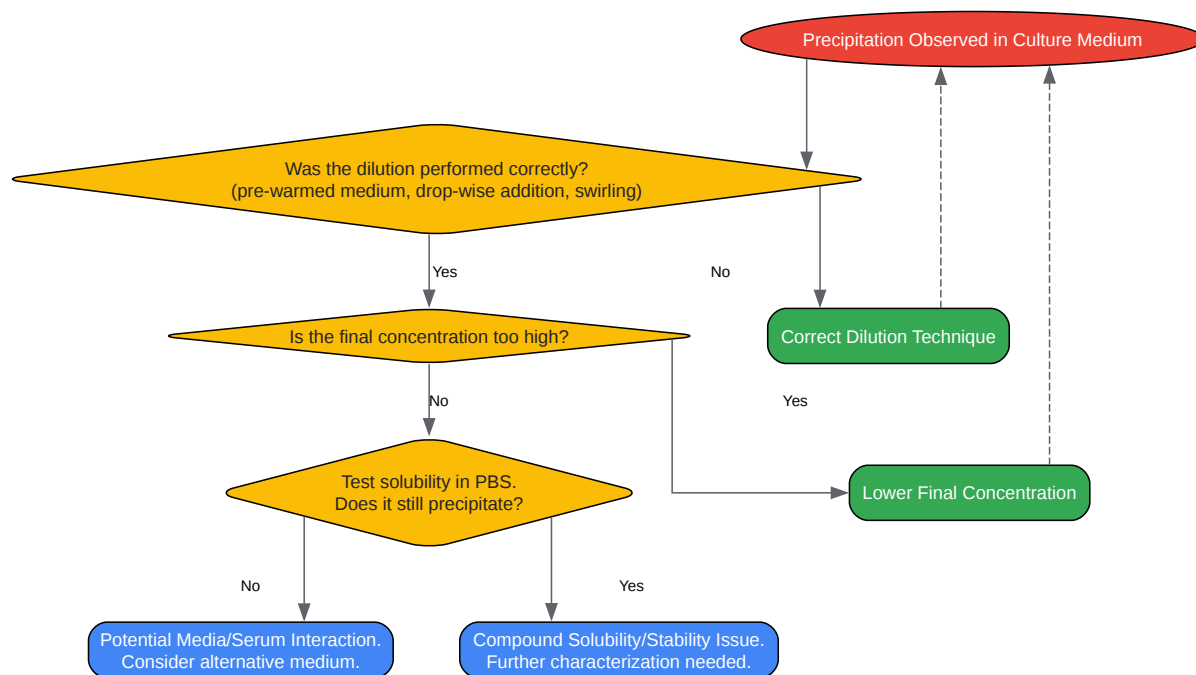 Precipitation Observed in Culture Medium
Was the dilution performed correctly?
(pre-warmed medium, drop-wise addition, swirling)
Yes
No
Is the final concentration too high?
Correct Dilution Technique
No
Yes
Test solubility in PBS.
Does it still precipitate?
Lower Final Concentration
No
Yes
Potential Media/Serum Interaction.
Consider alternative medium.
Compound Solubility/Stability Issue.
Further characterization needed.